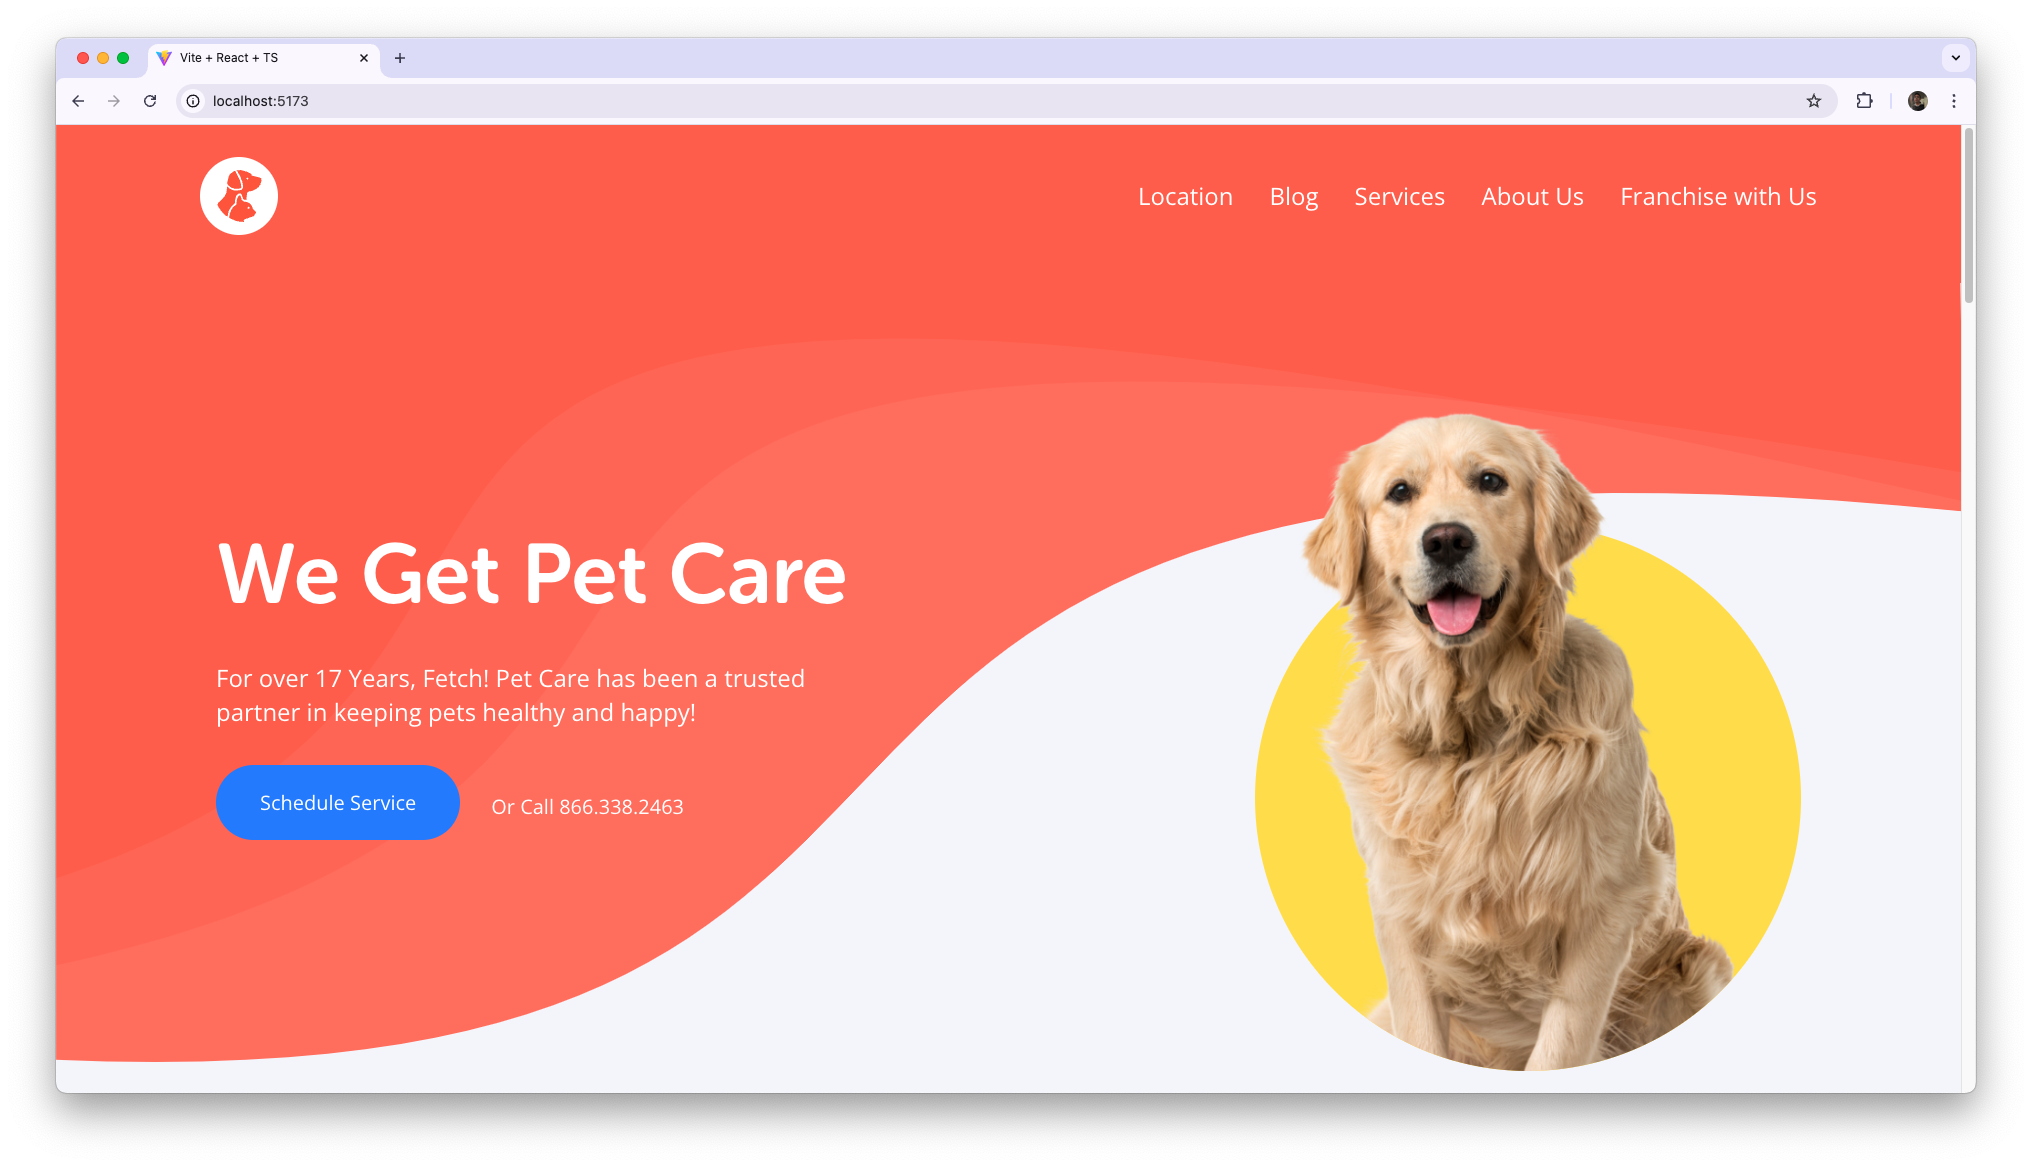 Vite + React + TS
localhost:5173
Location Blog Services About Us Franchise with Us
We Get Pet Care
For over 17 Years, Fetch! Pet Care has been a trusted
partner in keeping pets healthy and happy!
Schedule Service
Or Call 866.338.2463